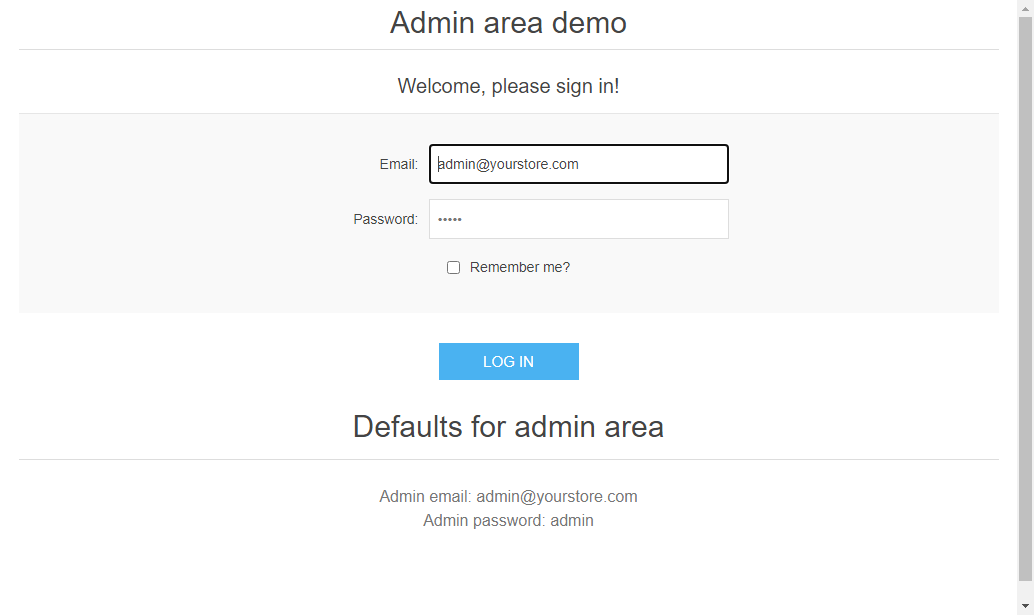 Admin area demo
Welcome, please sign in!
Email: admin@yourstore.com
Password: •••••
Remember me?
LOG IN
Defaults for admin area
Admin email: admin@yourstore.com
Admin password: admin